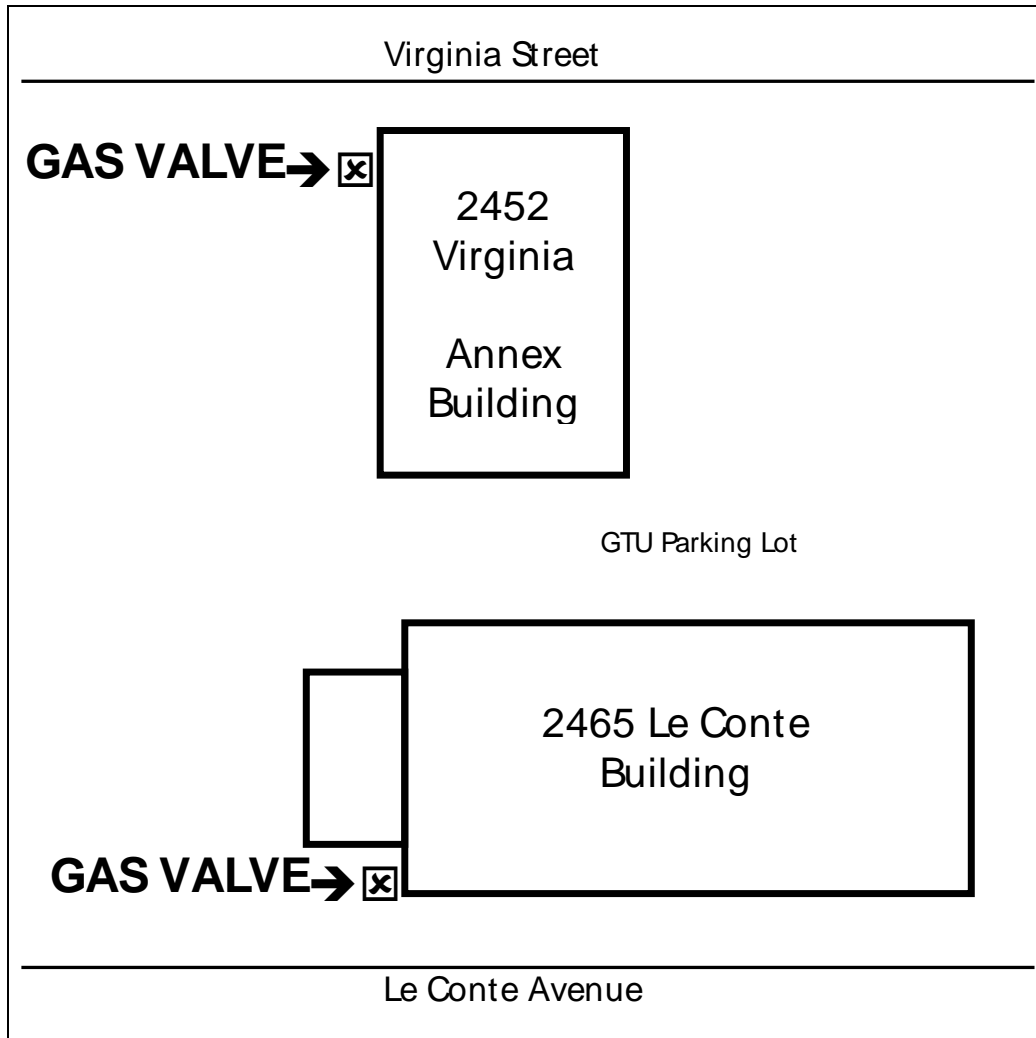 Virginia Street
GAS VALVE→
2452
Virginia
Annex
Building
GTU Parking Lot
2465 Le Conte
Building
GAS VALVE→
Le Conte Avenue